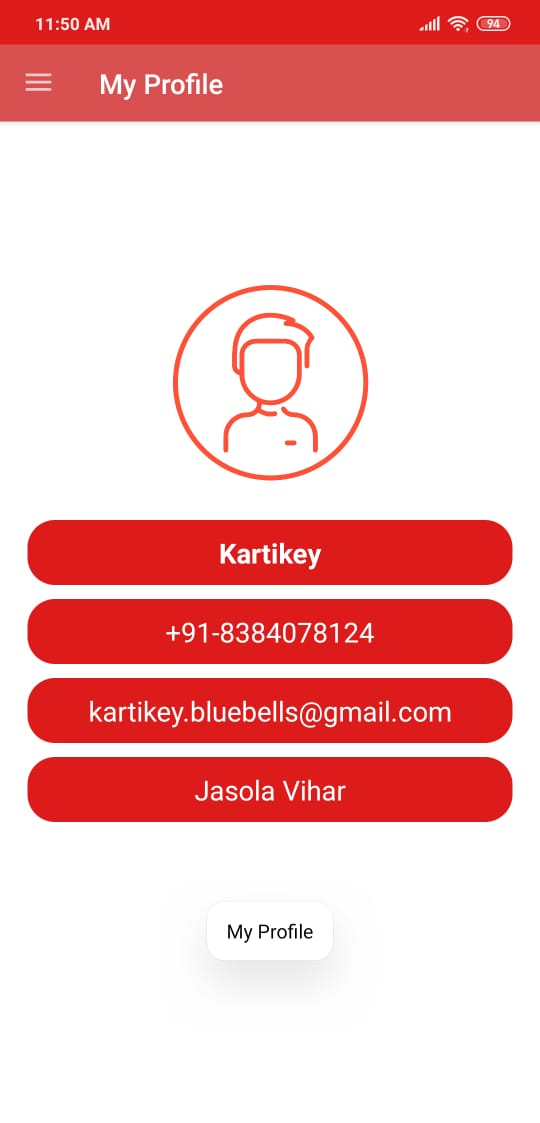 11:50 AM
94
My Profile
Kartikey
+91-8384078124
kartikey.bluebells@gmail.com
Jasola Vihar
My Profile